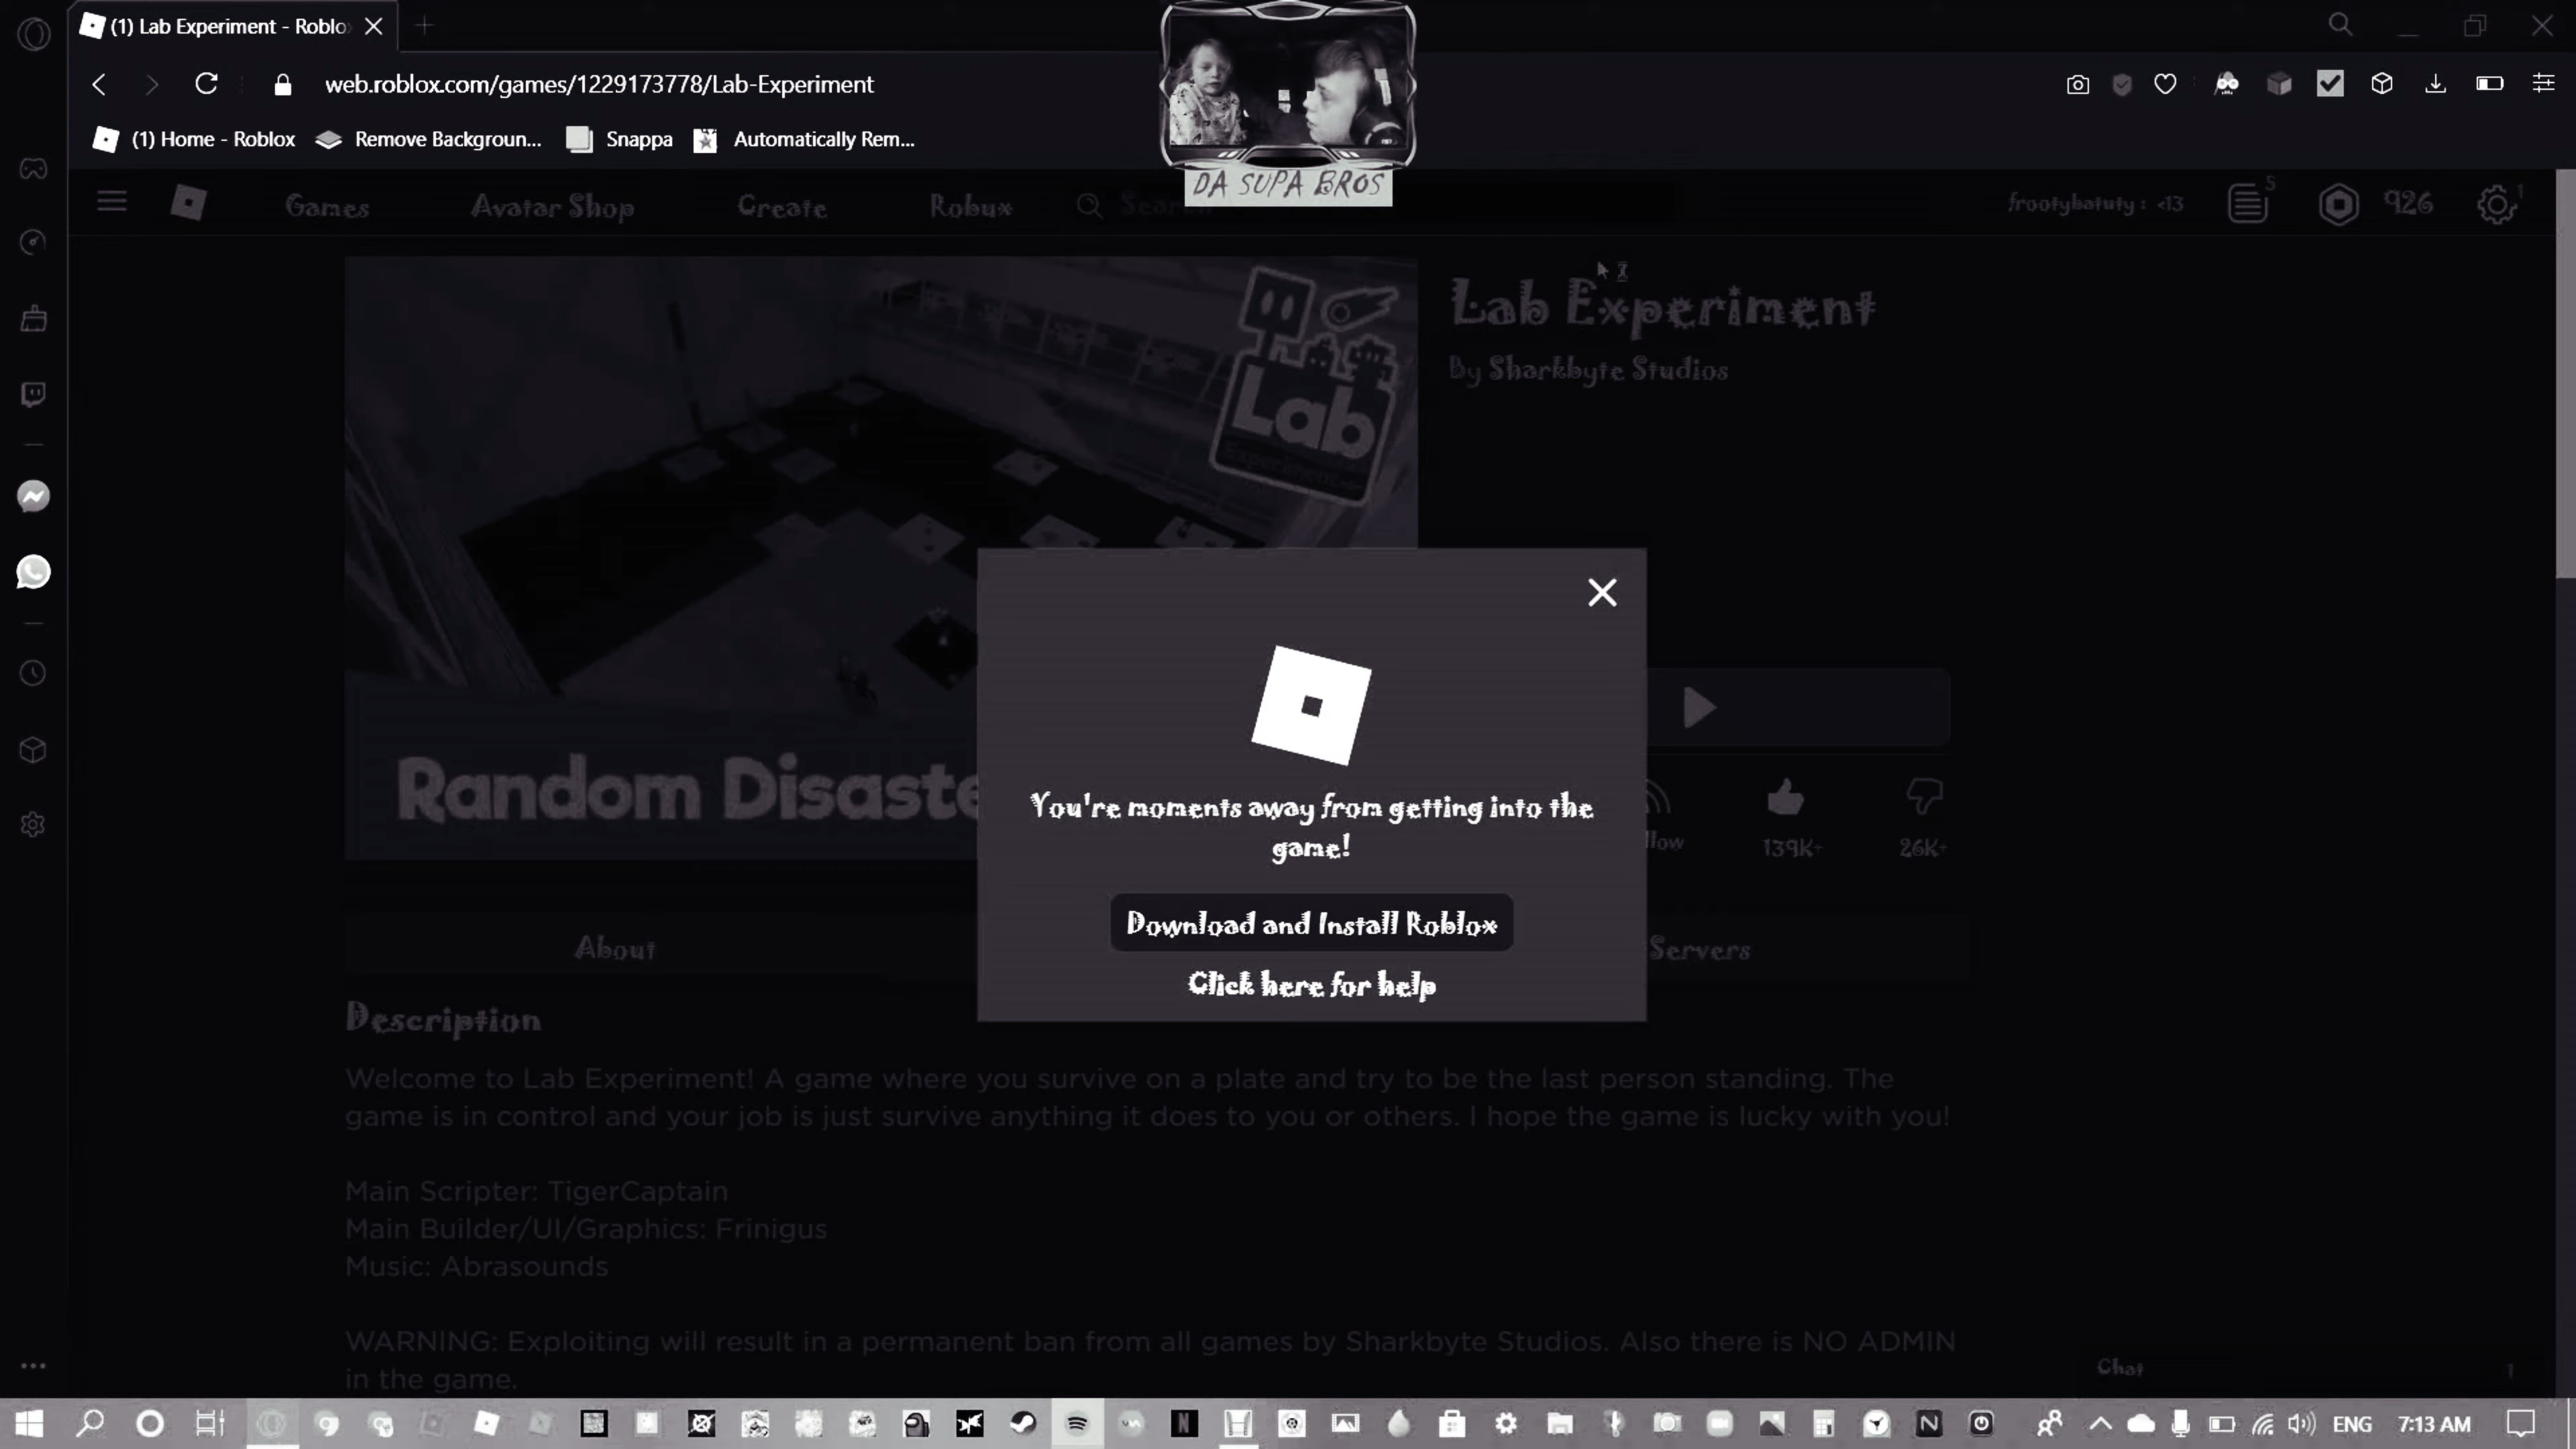 (1) Lab Experiment - Roblo
web.roblox.com/games/1229173778/Lab-Experiment
(1) Home - Roblox
Remove Backgroun...
Snappa
Automatically Rem...
DA SUPA BROS
Games
Avatar Shop
Create
Robux
Search
frootybatuty : <13
5
926
1
Lab Experiment
By Sharkbyte Studios
Lab
Random Disaste
You're moments away from getting into the
game!
Download and Install Roblox
Click here for help
llow
139K+
26K+
About
Servers
Description
Welcome to Lab Experiment! A game where you survive on a plate and try to be the last person standing. The
game is in control and your job is just survive anything it does to you or others. I hope the game is lucky with you!
Main Scripter: TigerCaptain
Main Builder/UI/Graphics: Frinigus
Music: Abrasounds
WARNING: Exploiting will result in a permanent ban from all games by Sharkbyte Studios. Also there is NO ADMIN
in the game.
Chat
1
ENG
7:13 AM